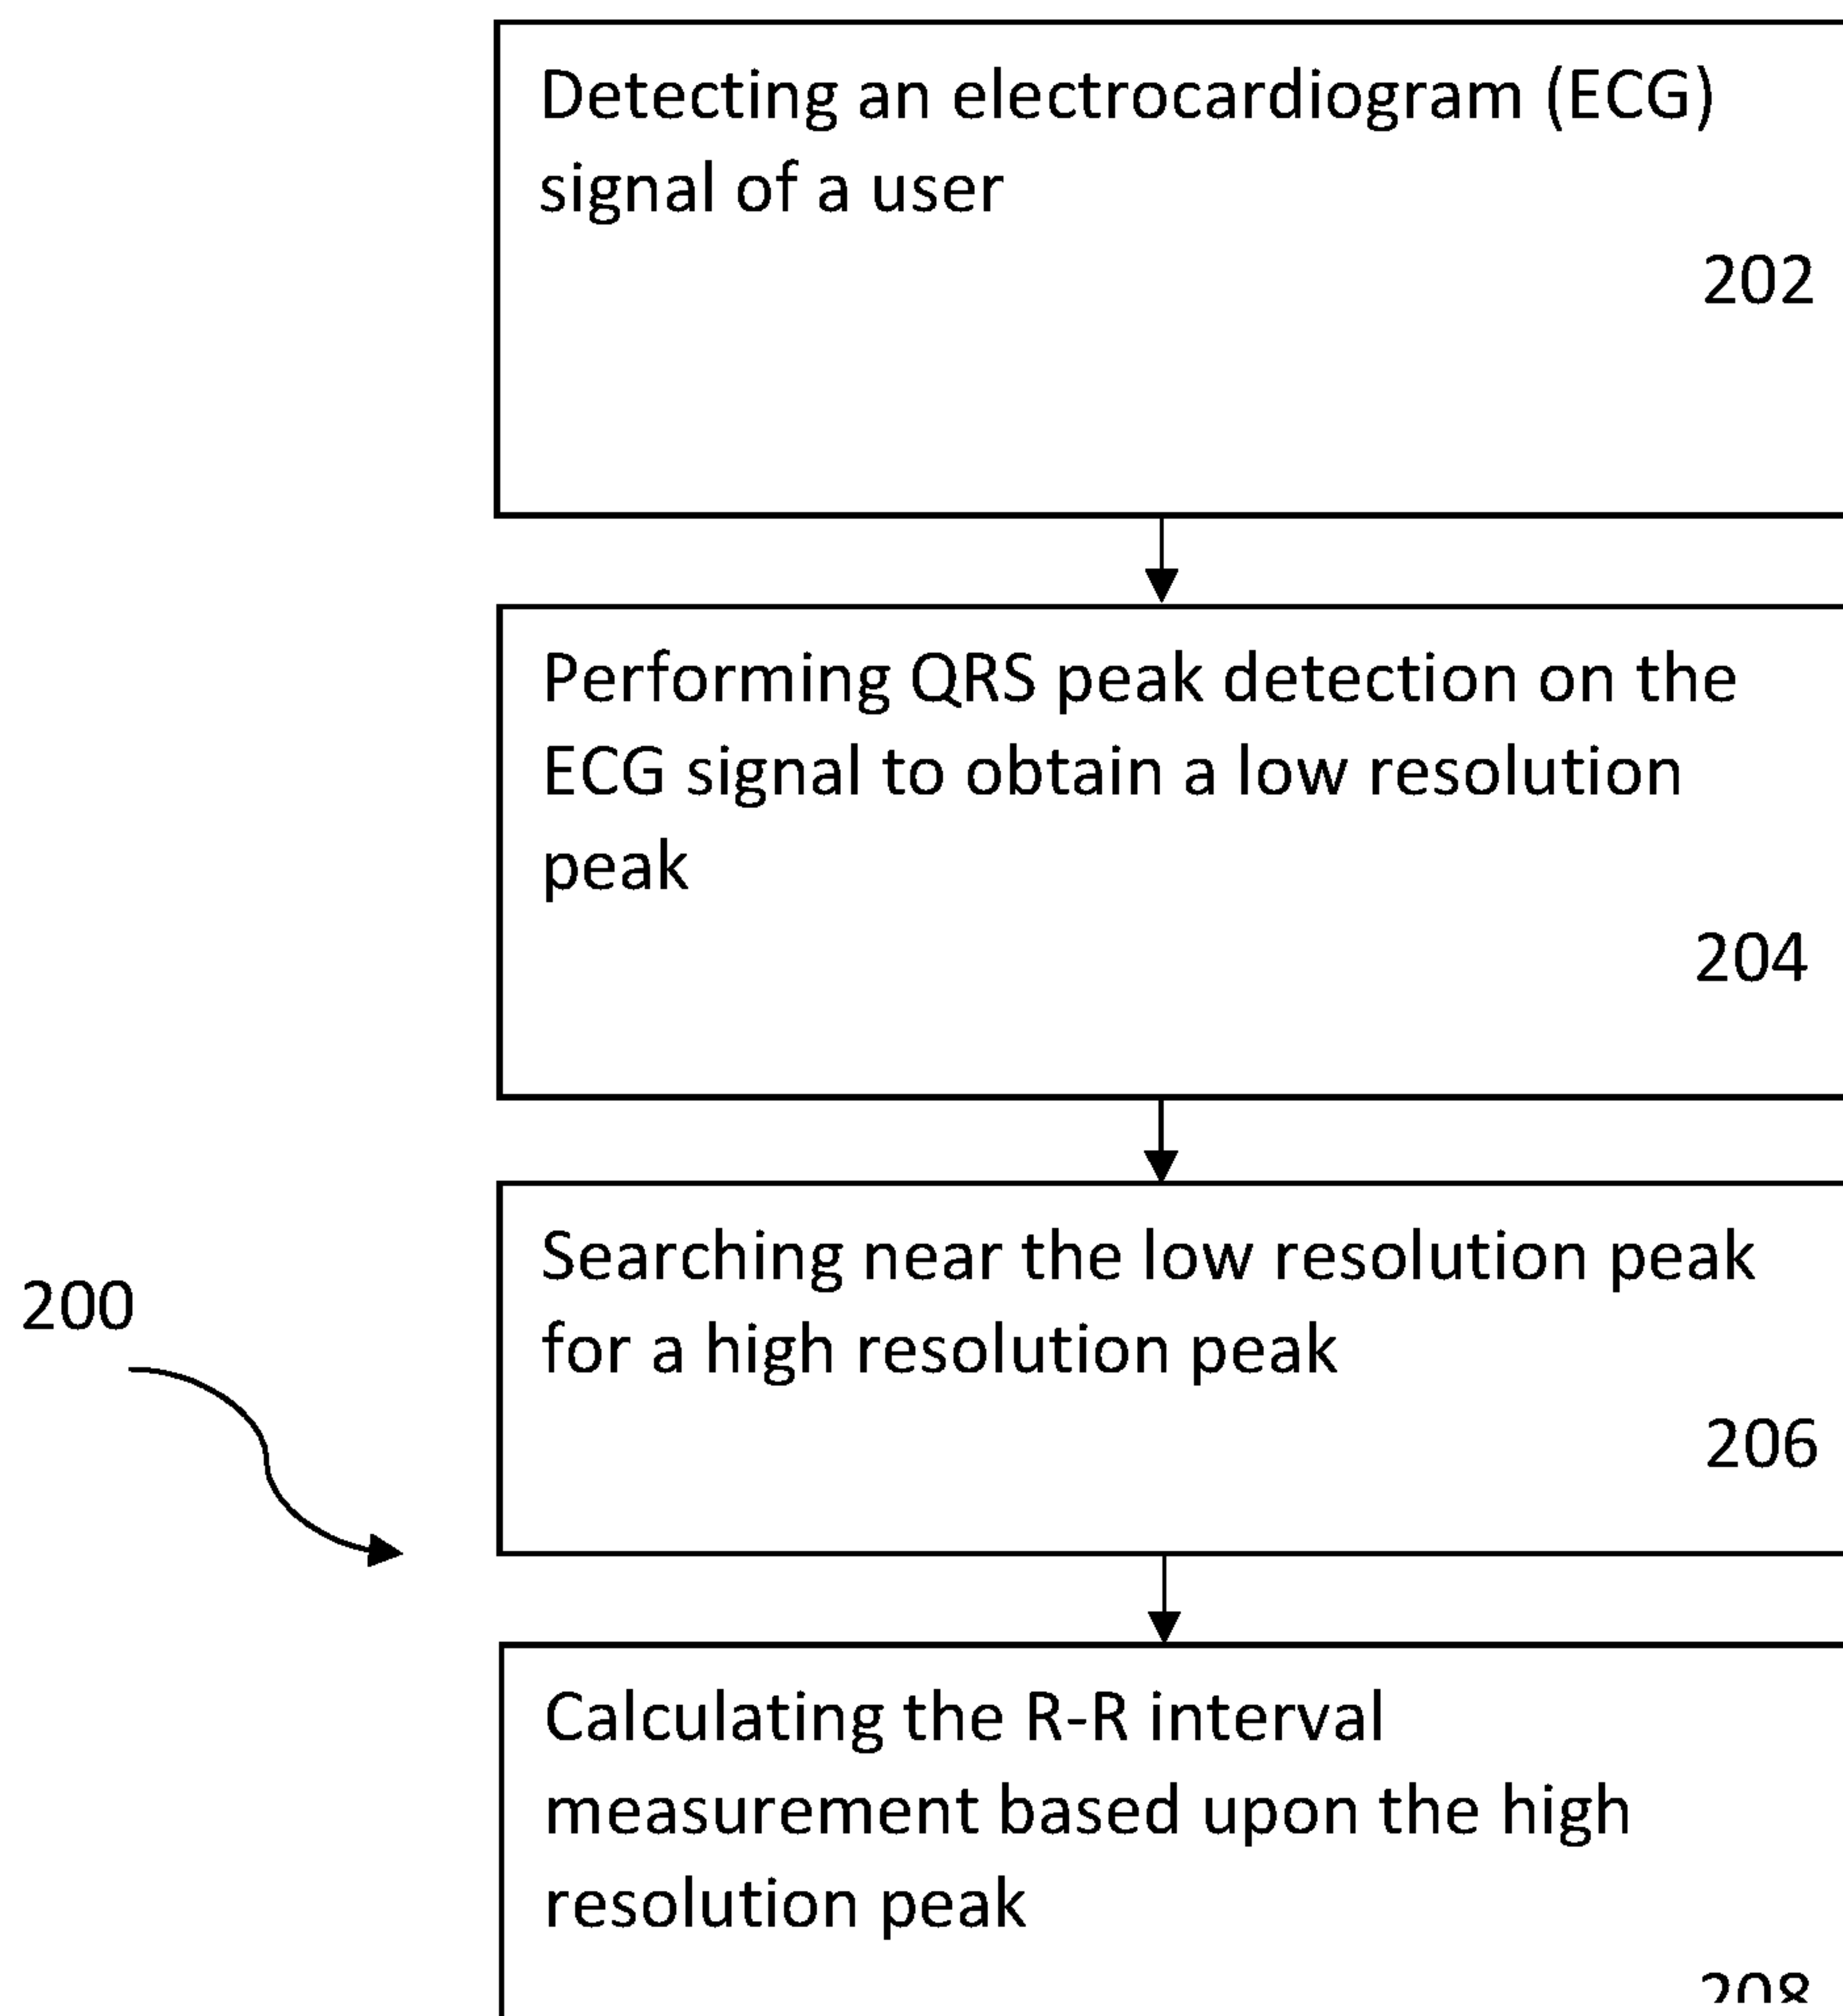 Detecting an electrocardiogram (ECG)
signal of a user
202
Performing QRS peak detection on the
ECG signal to obtain a low resolution
peak
204
Searching near the low resolution peak
for a high resolution peak
206
200
Calculating the R-R interval
measurement based upon the high
resolution peak
208